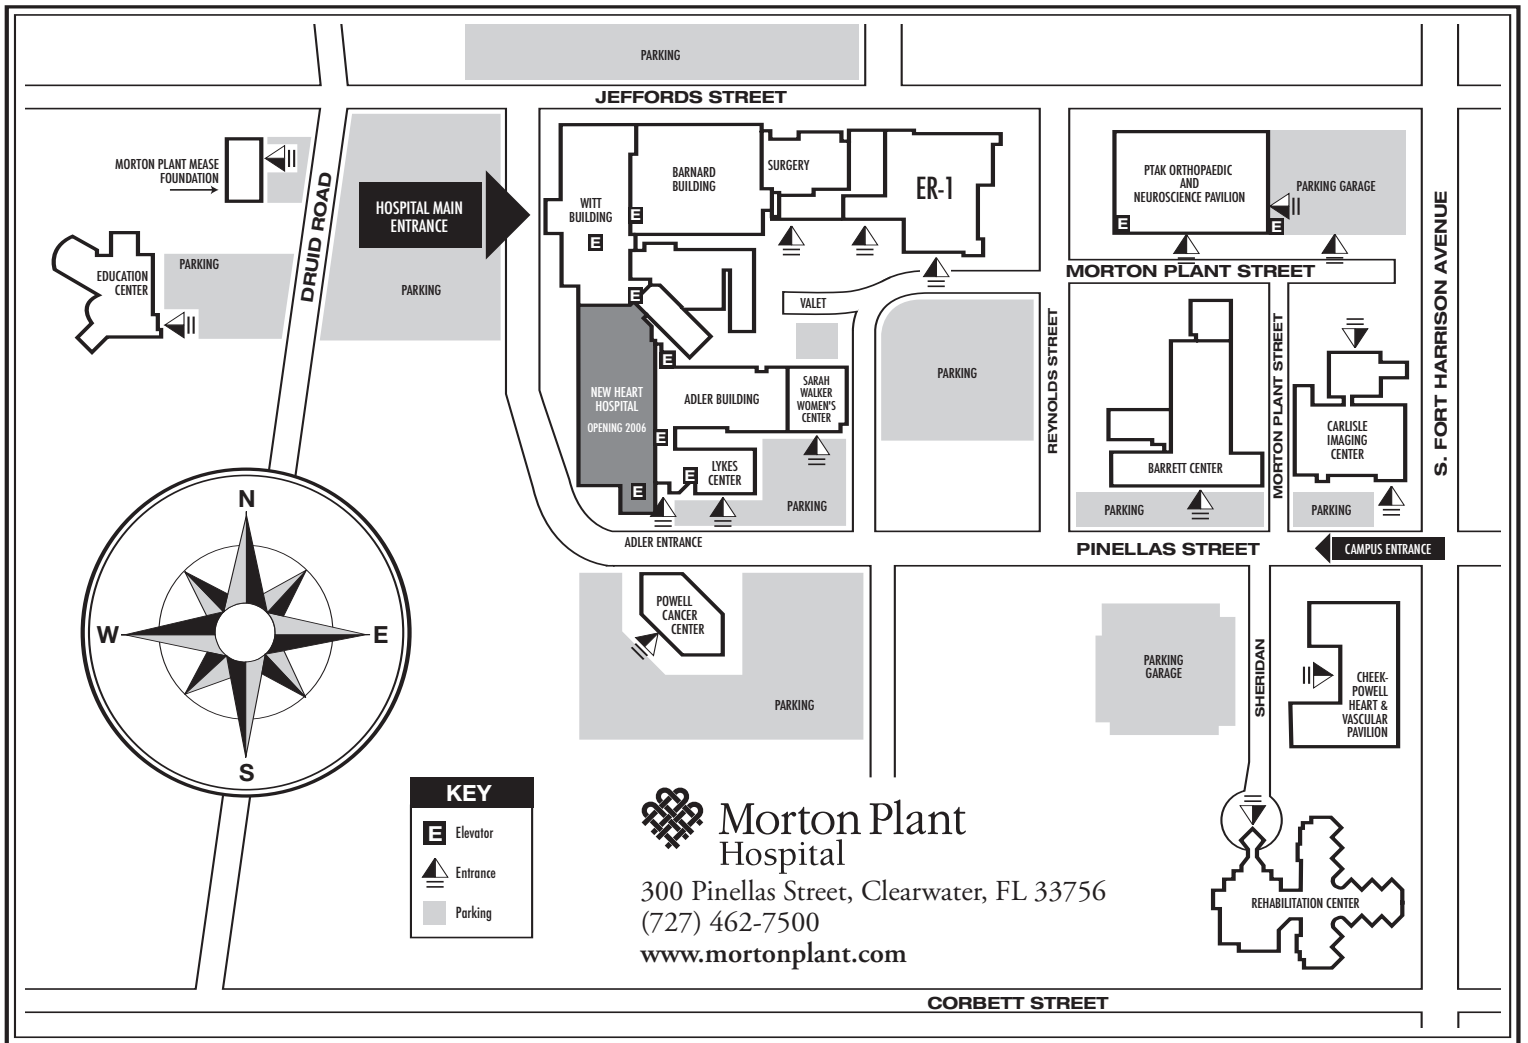 PARKING
JEFFORDS STREET
MORTON PLANT MEASE
FOUNDATION
DRUID ROAD
HOSPITAL MAIN
ENTRANCE
WITT
BUILDING
BARNARD
BUILDING
SURGERY
ER-1
PTAK ORTHOPAEDIC
AND
NEUROSCIENCE PAVILION
PARKING GARAGE
E
E
E
E
EDUCATION
CENTER
PARKING
PARKING
MORTON PLANT STREET
S. FORT HARRISON AVENUE
E
VALET
E
NEW HEART
HOSPITAL
OPENING 2006
ADLER BUILDING
SARAH
WALKER
WOMEN'S
CENTER
PARKING
REYNOLDS STREET
MORTON PLANT STREET
CARLISLE
IMAGING
CENTER
E
LYKES
CENTER
E
E
BARRETT CENTER
PARKING
PARKING
PARKING
ADLER ENTRANCE
PINELLAS STREET
CAMPUS ENTRANCE
N
W
E
S
POWELL
CANCER
CENTER
PARKING
PARKING
GARAGE
SHERIDAN
CHEEK-
POWELL
HEART &
VASCULAR
PAVILION
KEY
E Elevator
Entrance
Parking
Morton Plant
Hospital
300 Pinellas Street, Clearwater, FL 33756
(727) 462-7500
www.mortonplant.com
REHABILITATION CENTER
CORBETT STREET